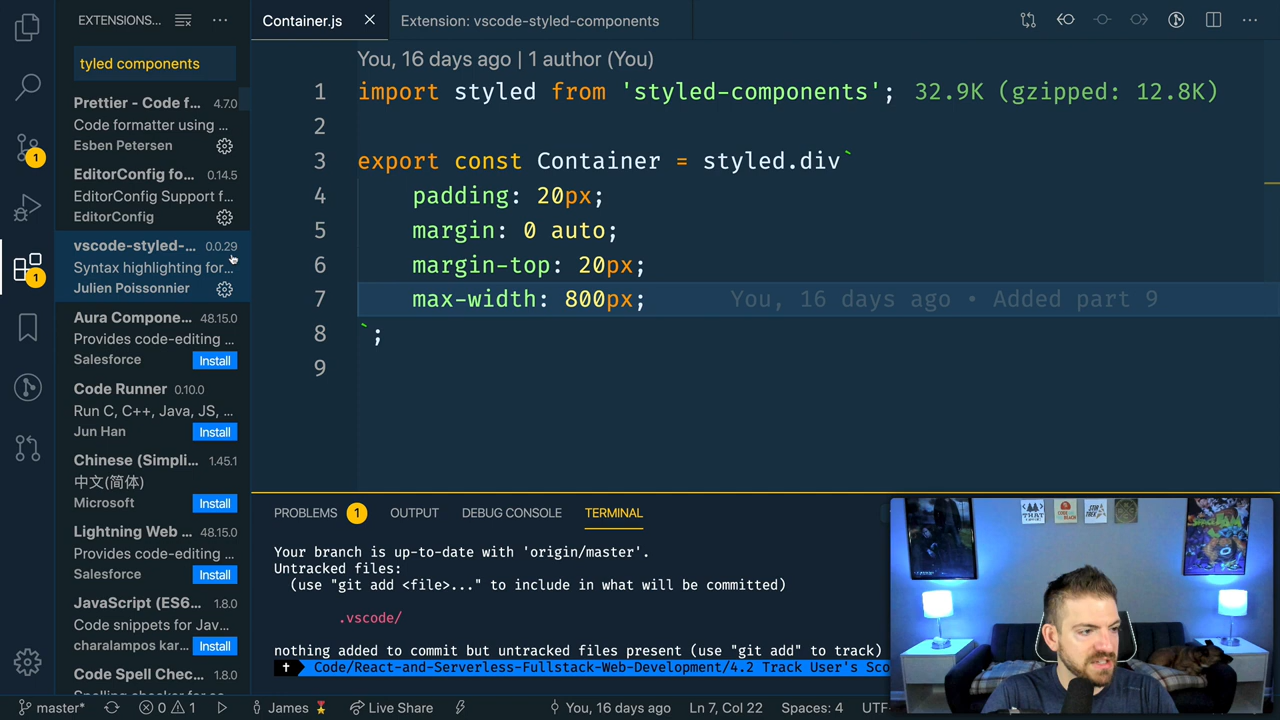 EXTENSIONS...
tyled components
Prettier - Code f... 4.7.0
Code formatter using ...
Esben Petersen
EditorConfig fo... 0.14.5
EditorConfig Support f...
EditorConfig
vscode-styled-... 0.0.29
Syntax highlighting for...
Julien Poissonnier
Aura Compone... 48.15.0
Provides code-editing ...
Salesforce Install
Code Runner 0.10.0
Run C, C++, Java, JS, ...
Jun Han Install
Chinese (Simpli... 1.45.1
中文(简体)
Microsoft Install
Lightning Web ... 48.15.0
Provides code-editing ...
Salesforce Install
JavaScript (ES6... 1.8.0
Code snippets for Jav...
charalampos kar... Install
Code Spell Chec... 1.8.0
Spelling checker for so...
1
1
Container.js
Extension: vscode-styled-components
You, 16 days ago | 1 author (You)
1 import styled from 'styled-components'; 32.9K (gzipped: 12.8K)
2
3 export const Container = styled.div`
4 padding: 20px;
5 margin: 0 auto;
6 margin-top: 20px;
7 max-width: 800px; You, 16 days ago • Added part 9
8 `;
9
PROBLEMS 1 OUTPUT DEBUG CONSOLE TERMINAL
Your branch is up-to-date with 'origin/master'.
Untracked files:
(use "git add <file>..." to include in what will be committed)
.vscode/
nothing added to commit but untracked files present (use "git add" to track)
Code/React-and-Serverless-Fullstack-Web-Development/4.2 Track User's Sco
master* 0 1 James Live Share You, 16 days ago Ln 7, Col 22 Spaces: 4 UTF-